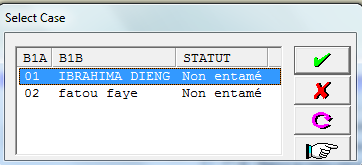 Select Case
B1A B1B STATUT
01 IBRAHIMA DIENG Non entamé
02 fatou faye Non entamé